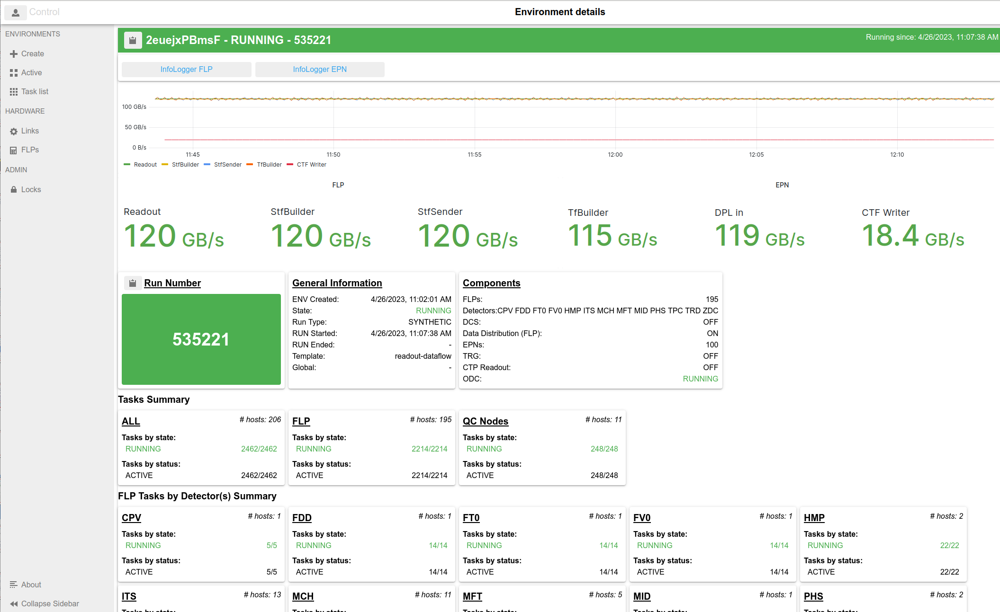 Control
Environment details
ENVIRONMENTS
Create
Active
Task list
HARDWARE
Links
FLPs
ADMIN
Locks
About
Collapse Sidebar
2euejxPBmsF - RUNNING - 535221
Running since: 4/26/2023, 11:07:38 AM
InfoLogger FLP
InfoLogger EPN
100 GB/s
50 GB/s
0 B/s
11:45 11:50 11:55 12:00 12:05 12:10
Readout StfBuilder StfSender TfBuilder CTF Writer
FLP
EPN
Readout
120 GB/s
StfBuilder
120 GB/s
StfSender
120 GB/s
TfBuilder
115 GB/s
DPL in
119 GB/s
CTF Writer
18.4 GB/s
Run Number
535221
General Information
ENV Created: 4/26/2023, 11:02:01 AM
State: RUNNING
Run Type: SYNTHETIC
RUN Started: 4/26/2023, 11:07:38 AM
RUN Ended: -
Template: readout-dataflow
Global: -
Components
FLPs: 195
Detectors:CPV FDD FT0 FV0 HMP ITS MCH MFT MID PHS TPC TRD ZDC
DCS: OFF
Data Distribution (FLP): ON
EPNs: 100
TRG: OFF
CTP Readout: OFF
ODC: RUNNING
Tasks Summary
ALL # hosts: 206
Tasks by state:
RUNNING 2462/2462
Tasks by status:
ACTIVE 2462/2462
FLP # hosts: 195
Tasks by state:
RUNNING 2214/2214
Tasks by status:
ACTIVE 2214/2214
QC Nodes # hosts: 11
Tasks by state:
RUNNING 248/248
Tasks by status:
ACTIVE 248/248
FLP Tasks by Detector(s) Summary
CPV # hosts: 1
Tasks by state:
RUNNING 5/5
Tasks by status:
ACTIVE 5/5
FDD # hosts: 1
Tasks by state:
RUNNING 14/14
Tasks by status:
ACTIVE 14/14
FT0 # hosts: 1
Tasks by state:
RUNNING 14/14
Tasks by status:
ACTIVE 14/14
FV0 # hosts: 1
Tasks by state:
RUNNING 14/14
Tasks by status:
ACTIVE 14/14
HMP # hosts: 2
Tasks by state:
RUNNING 22/22
Tasks by status:
ACTIVE 22/22
ITS # hosts: 13
Tasks by state:
MCH # hosts: 11
Tasks by state:
MFT # hosts: 5
Tasks by state:
MID # hosts: 1
Tasks by state:
PHS # hosts: 2
Tasks by state: